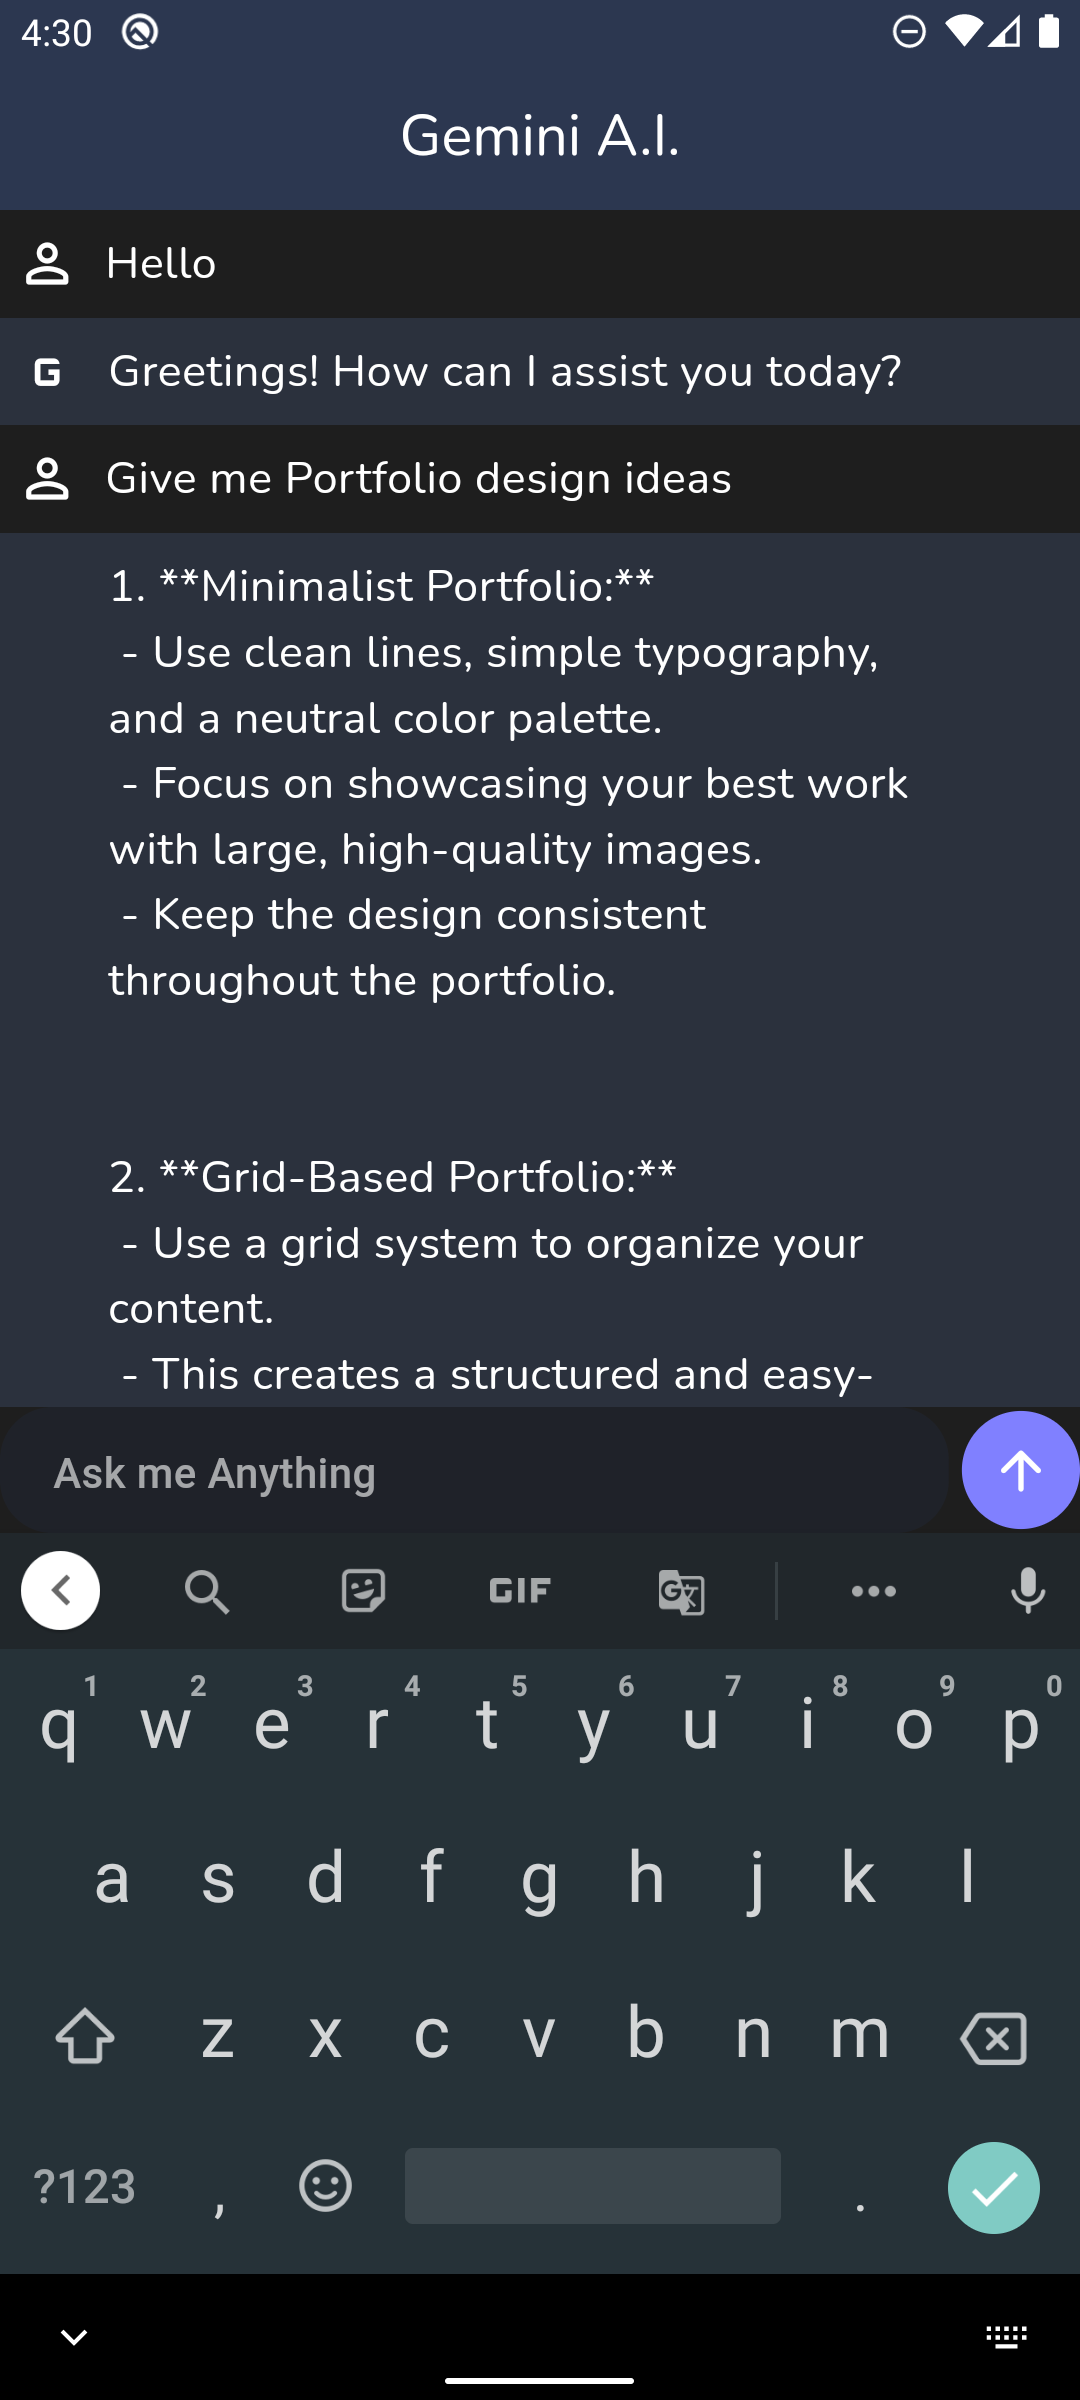 4:30
Gemini A.I.
Hello
G Greetings! How can I assist you today?
Give me Portfolio design ideas
1. **Minimalist Portfolio:**
- Use clean lines, simple typography,
and a neutral color palette.
- Focus on showcasing your best work
with large, high-quality images.
- Keep the design consistent
throughout the portfolio.
2. **Grid-Based Portfolio:**
- Use a grid system to organize your
content.
- This creates a structured and easy-
Ask me Anything
GIF
1 2 3 4 5 6 7 8 9 0
q w e r t y u i o p
a s d f g h j k l
z x c v b n m
?123 , .